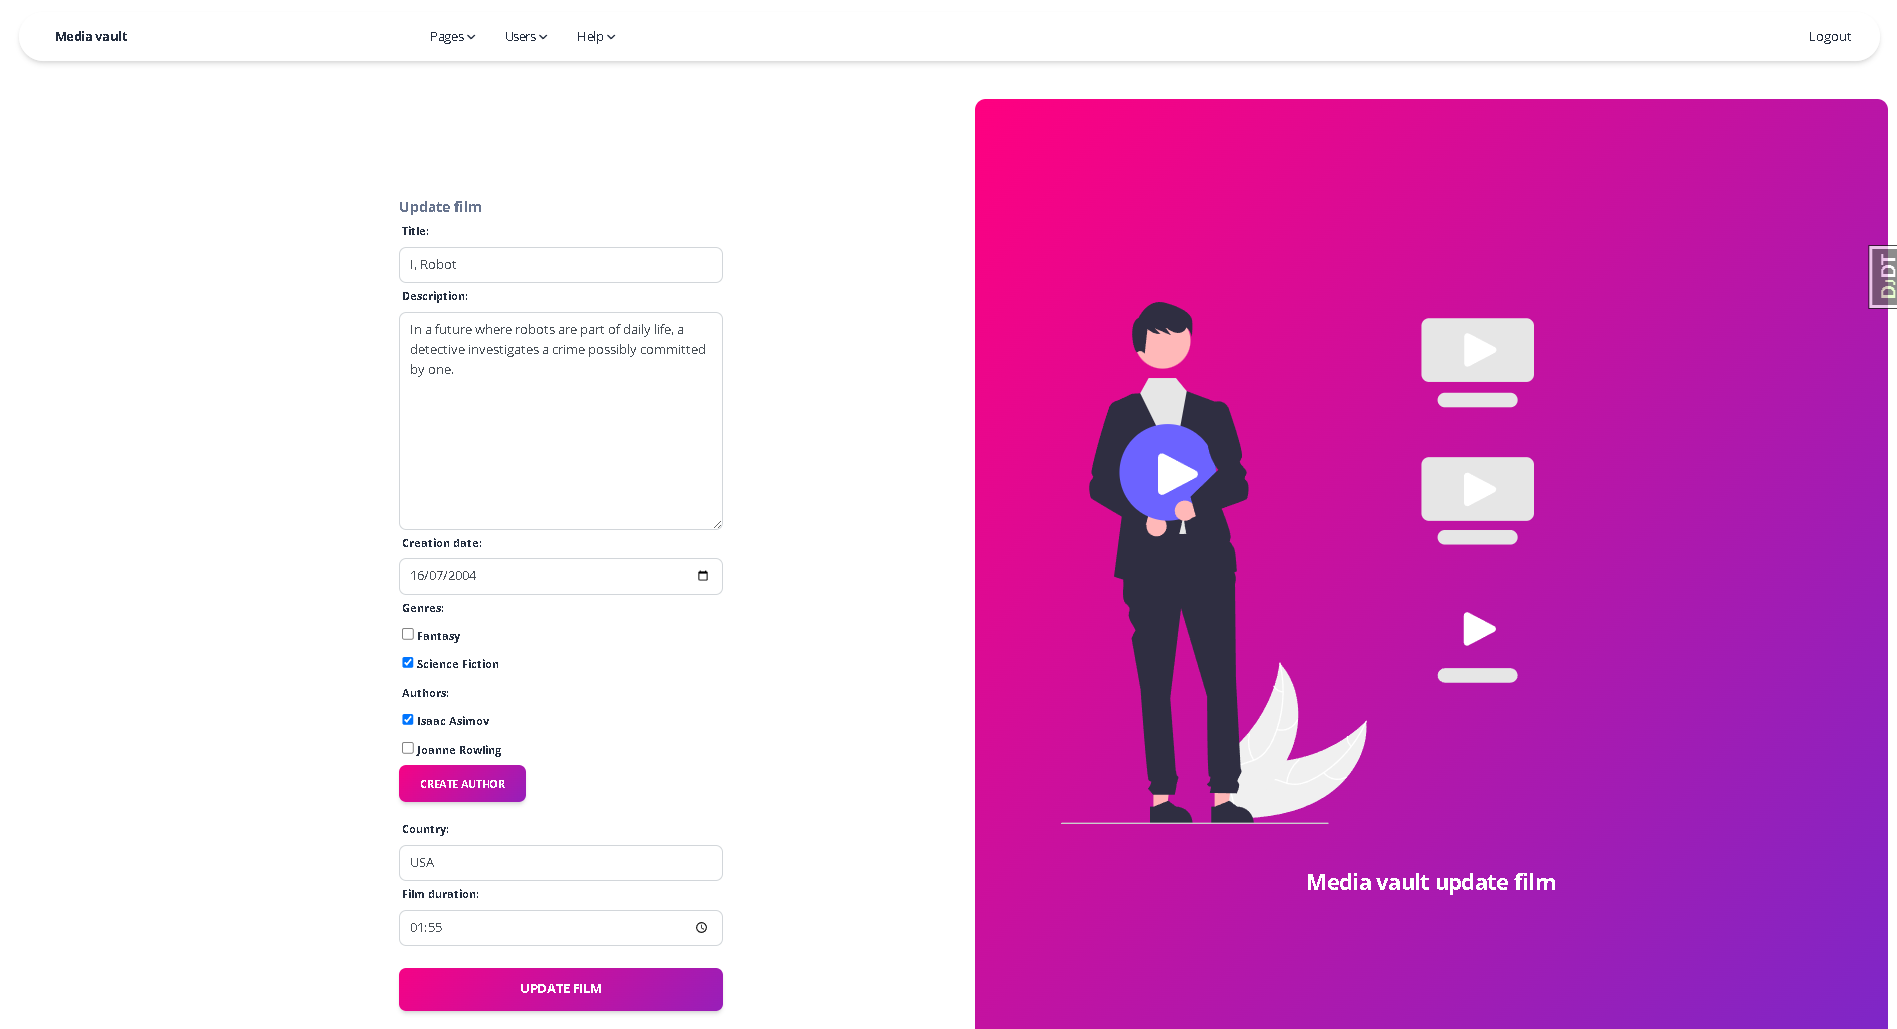 Media vault
Pages
Users
Help
Logout
Update film
Title:
I, Robot
Description:
In a future where robots are part of daily life, a
detective investigates a crime possibly committed
by one.
Creation date:
16/07/2004
Genres:
Fantasy
Science Fiction
Authors:
Isaac Asimov
Joanne Rowling
CREATE AUTHOR
Country:
USA
Film duration:
01:55
UPDATE FILM
DJDT
Media vault update film